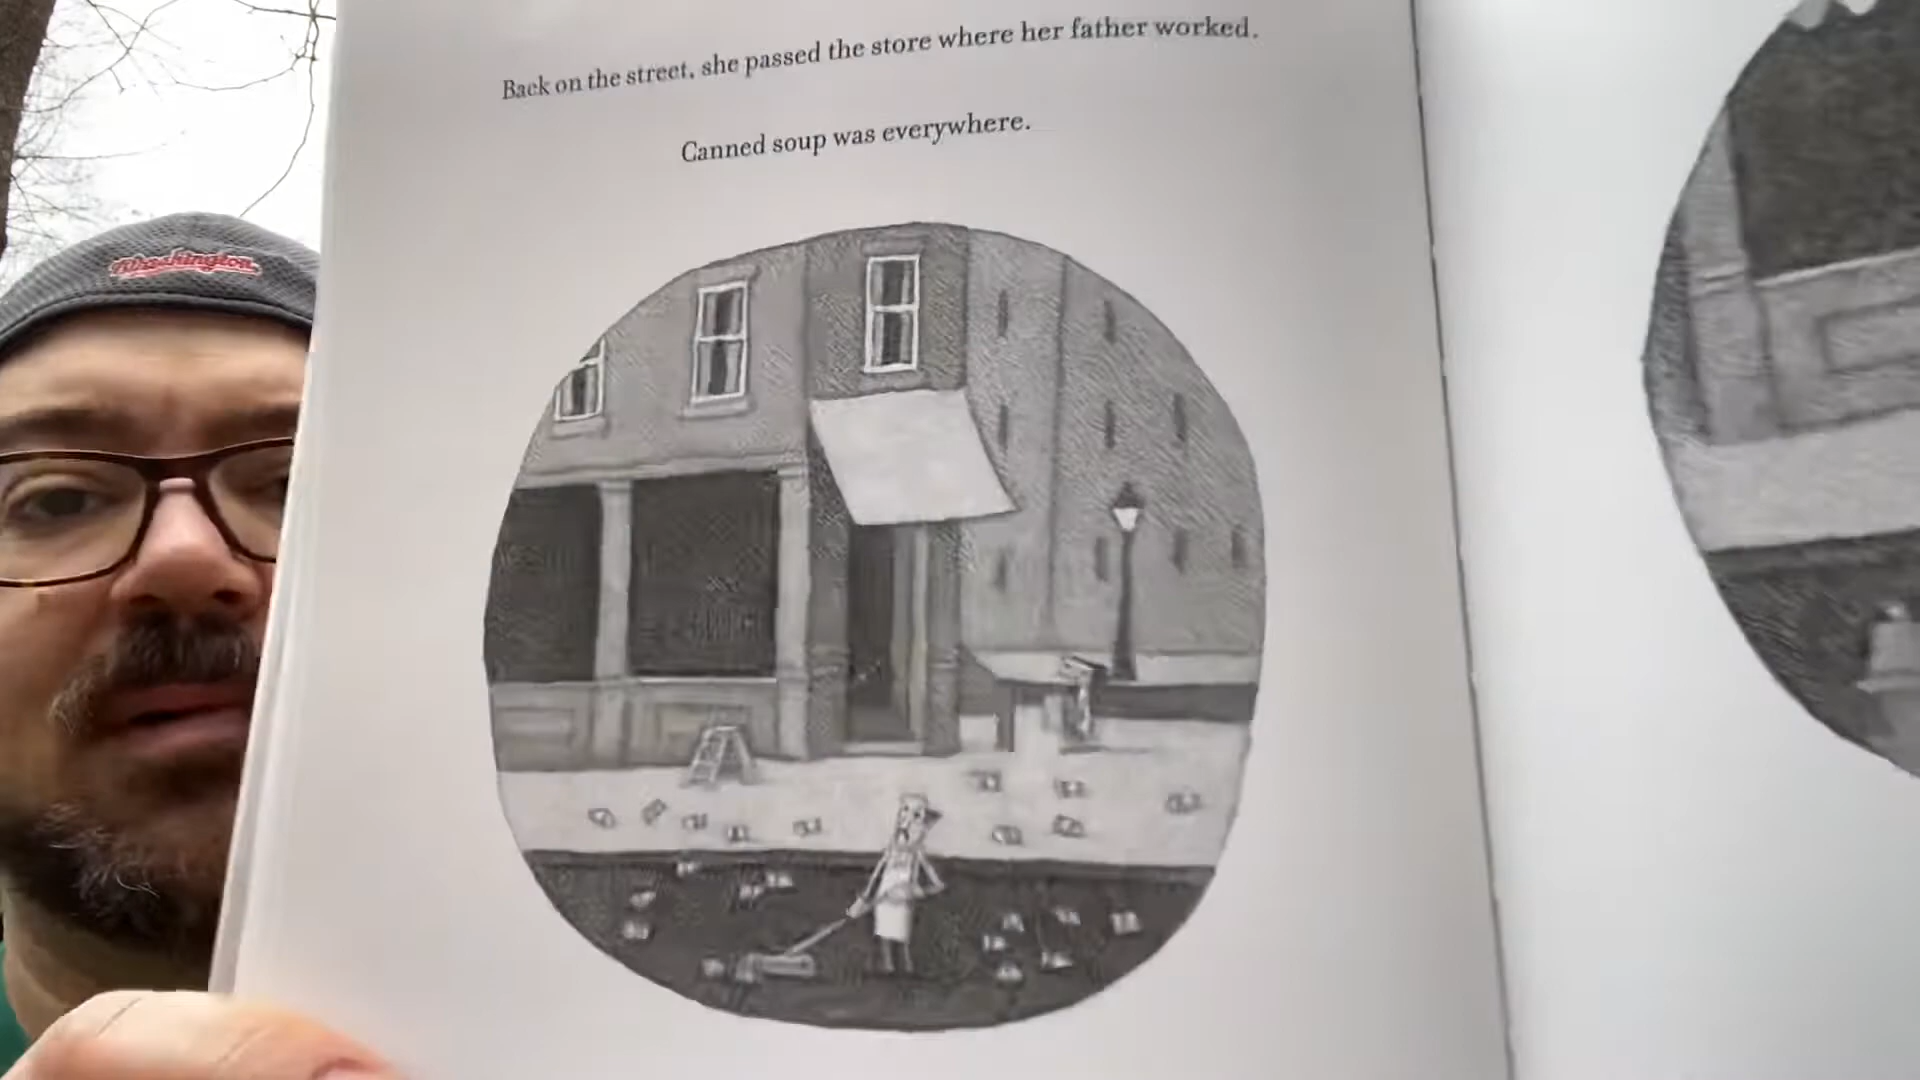 Back on the street, she passed the store where her father worked.
Canned soup was everywhere.
Washington